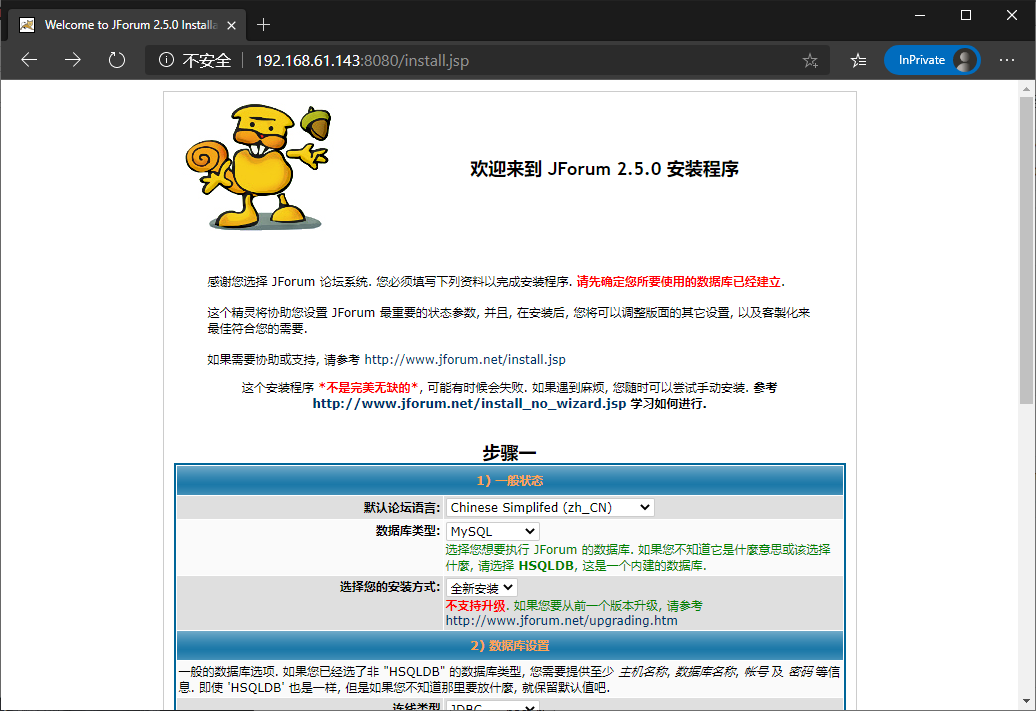 Welcome to JForum 2.5.0 Installa
不安全 192.168.61.143:8080/install.jsp
InPrivate
欢迎来到 JForum 2.5.0 安装程序
感谢您选择 JForum 论坛系统. 您必须填写下列资料以完成安装程序. 请先确定您所要使用的数据库已经建立.
这个精灵将协助您设置 JForum 最重要的状态参数, 并且, 在安装后, 您将可以调整版面的其它设置, 以及客製化来
最佳符合您的需要.
如果需要协助或支持, 请参考 http://www.jforum.net/install.jsp
这个安装程序 *不是完美无缺的*, 可能有时候会失败. 如果遇到麻烦, 您随时可以尝试手动安装. 参考
http://www.jforum.net/install_no_wizard.jsp 学习如何进行.
步骤一
1) 一般状态
默认论坛语言: Chinese Simplifed (zh_CN)
数据库类型: MySQL
选择您想要执行 JForum 的数据库. 如果您不知道它是什麼意思或该选择
什麼, 请选择 HSQLDB, 这是一个内建的数据库.
选择您的安装方式: 全新安装
不支持升级. 如果您要从前一个版本升级, 请参考
http://www.jforum.net/upgrading.htm
2) 数据库设置
一般的数据库选项. 如果您已经选了非 "HSQLDB" 的数据库类型, 您需要提供至少 主机名称, 数据库名称, 帐号 及 密码 等信
息. 即使 'HSQLDB' 也是一样, 但是如果您不知道那里要放什麼, 就保留默认值吧.
连线类型 JDBC